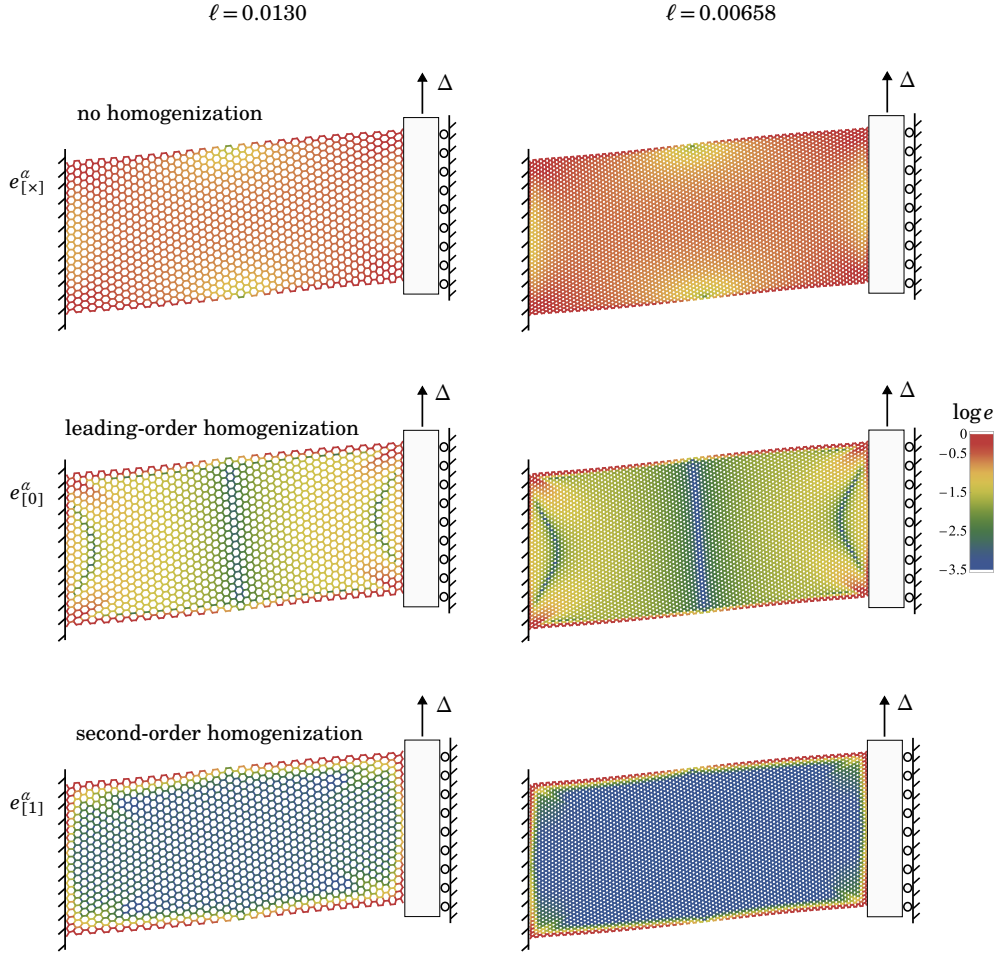 ℓ = 0.0130
ℓ = 0.00658
Δ
Δ
no homogenization
e^α_[×]
Δ
Δ
leading-order homogenization
log e
0
−0.5
−1.5
−2.5
−3.5
e^α_[0]
Δ
Δ
second-order homogenization
e^α_[1]